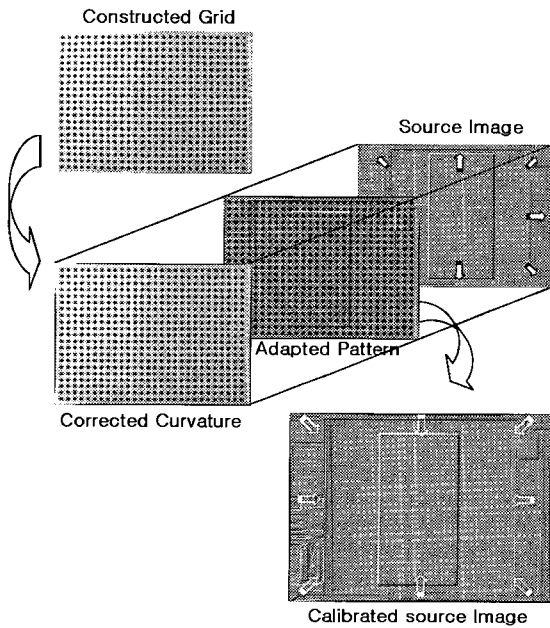 Constructed Grid
Source Image
Adapted Pattern
Corrected Curvature
Calibrated source Image